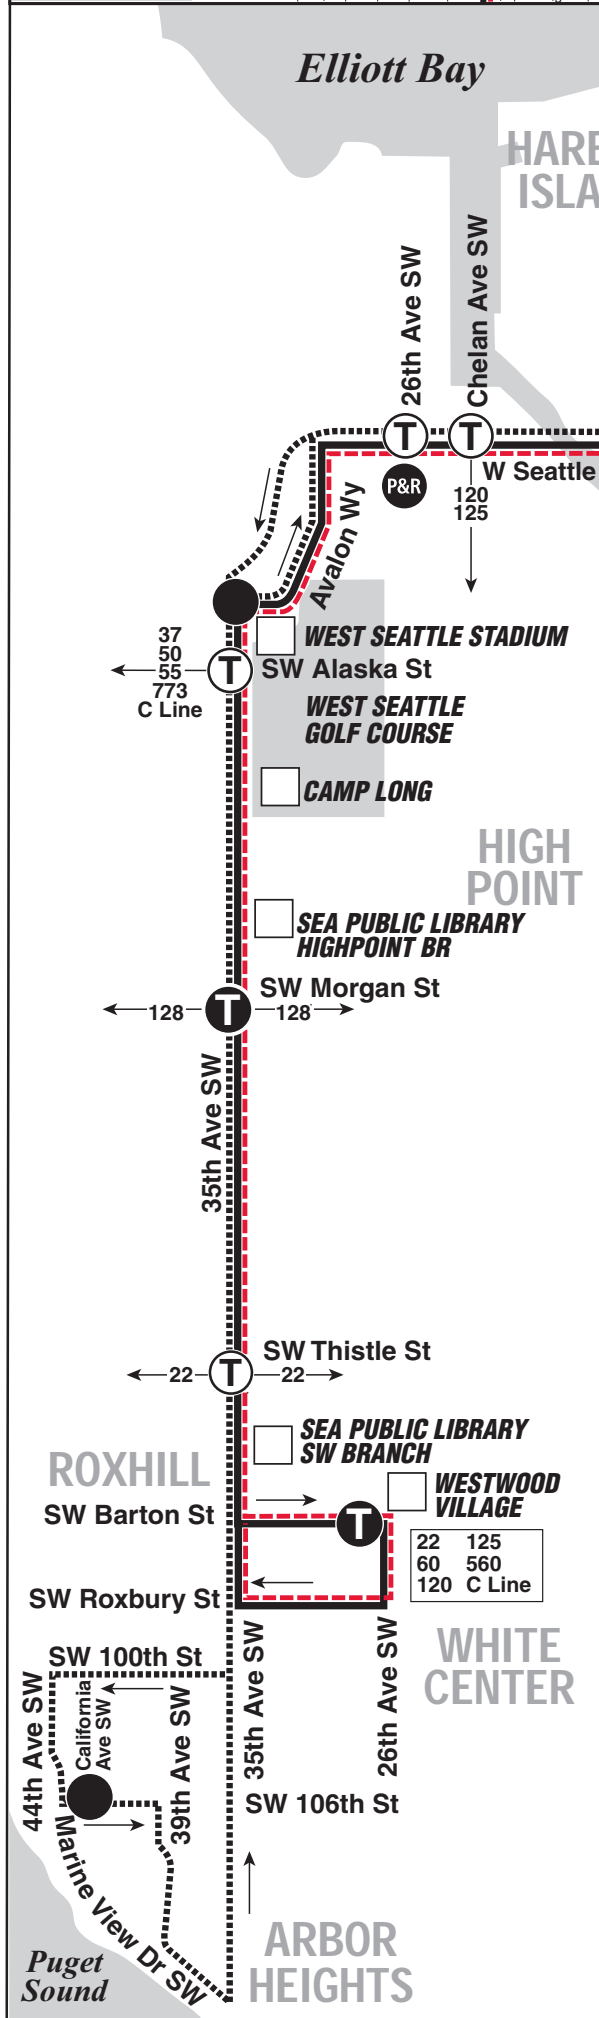 Elliott Bay
HARB
ISLA
26th Ave SW
Chelan Ave SW
T
T
P&R
W Seattle
120
125
Avalon Wy
WEST SEATTLE STADIUM
37
50
55
773
C Line
T
SW Alaska St
WEST SEATTLE
GOLF COURSE
CAMP LONG
HIGH
POINT
SEA PUBLIC LIBRARY
HIGHPOINT BR
SW Morgan St
128
T
128
35th Ave SW
SW Thistle St
22
T
22
SEA PUBLIC LIBRARY
SW BRANCH
ROXHILL
WESTWOOD
VILLAGE
SW Barton St
T
22 125
60 560
120 C Line
SW Roxbury St
WHITE
CENTER
SW 100th St
44th Ave SW
California
Ave SW
39th Ave SW
35th Ave SW
26th Ave SW
SW 106th St
Marine View Dr SW
ARBOR
HEIGHTS
Puget
Sound